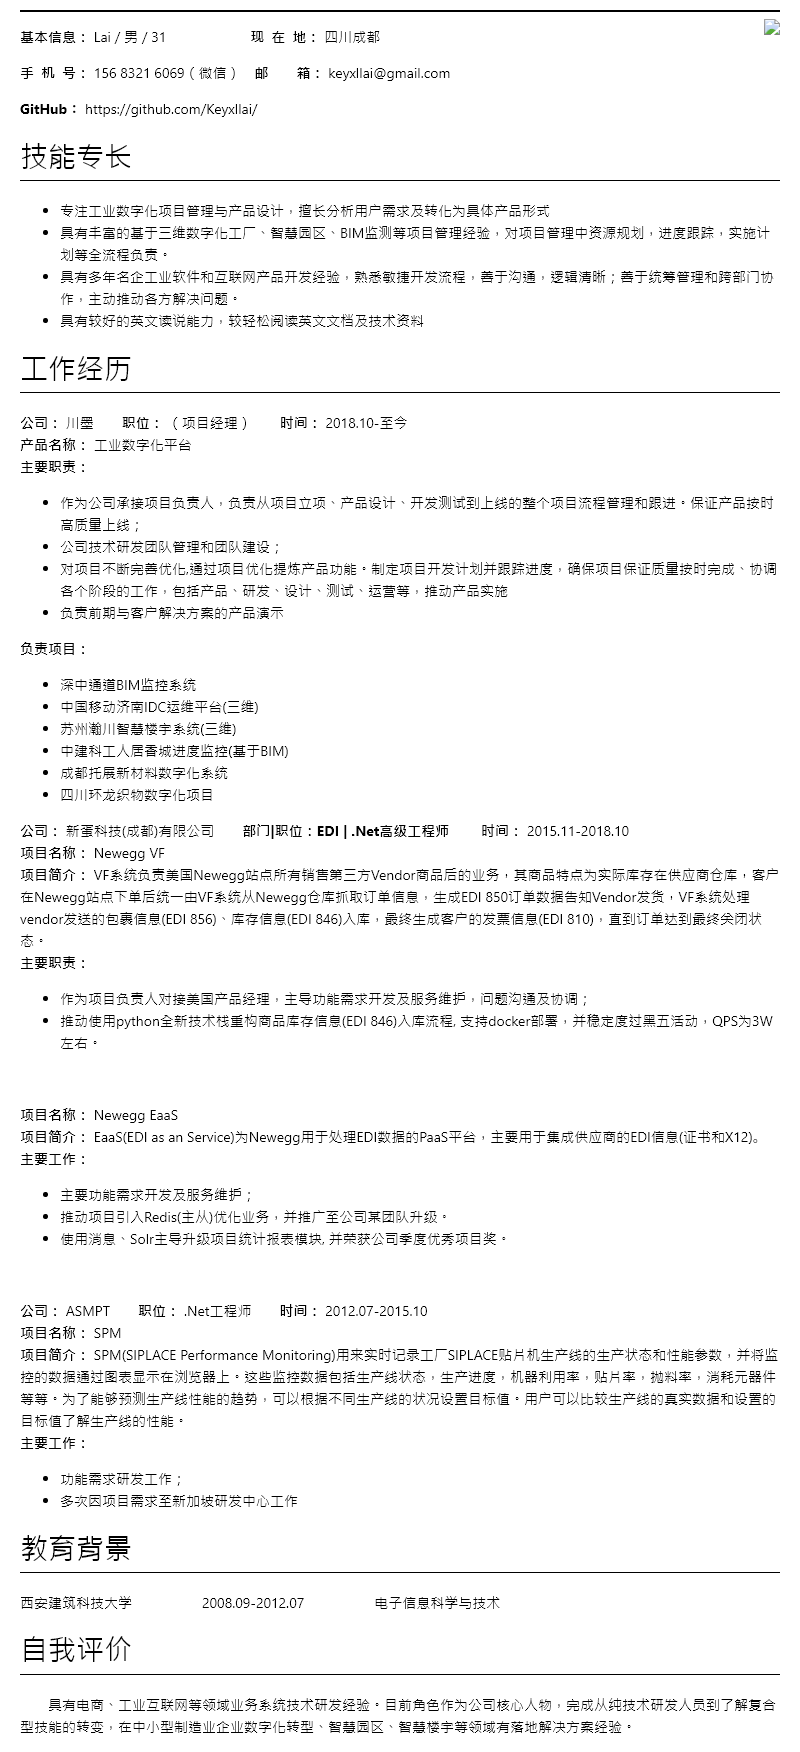 基本信息： Lai / 男 / 31 现 在 地： 四川成都
手 机 号： 156 8321 6069（微信） 邮 箱： keyxllai@gmail.com
GitHub： https://github.com/Keyxllai/
技能专长
专注工业数字化项目管理与产品设计，擅长分析用户需求及转化为具体产品形式
具有丰富的基于三维数字化工厂、智慧园区、BIM监测等项目管理经验，对项目管理中资源规划，进度跟踪，实施计
划等全流程负责。
具有多年名企工业软件和互联网产品开发经验，熟悉敏捷开发流程，善于沟通，逻辑清晰；善于统筹管理和跨部门协
作，主动推动各方解决问题。
具有较好的英文读说能力，较轻松阅读英文文档及技术资料
工作经历
公司： 川墨 职位： （项目经理） 时间： 2018.10-至今
产品名称： 工业数字化平台
主要职责：
作为公司承接项目负责人，负责从项目立项、产品设计、开发测试到上线的整个项目流程管理和跟进。保证产品按时
高质量上线；
公司技术研发团队管理和团队建设；
对项目不断完善优化,通过项目优化提炼产品功能。制定项目开发计划并跟踪进度，确保项目保证质量按时完成、协调
各个阶段的工作，包括产品、研发、设计、测试、运营等，推动产品实施
负责前期与客户解决方案的产品演示
负责项目：
深中通道BIM监控系统
中国移动济南IDC运维平台(三维)
苏州瀚川智慧楼宇系统(三维)
中建科工人居香城进度监控(基于BIM)
成都托展新材料数字化系统
四川环龙织物数字化项目
公司： 新蛋科技(成都)有限公司 部门|职位：EDI | .Net高级工程师 时间： 2015.11-2018.10
项目名称： Newegg VF
项目简介： VF系统负责美国Newegg站点所有销售第三方Vendor商品后的业务，其商品特点为实际库存在供应商仓库，客户
在Newegg站点下单后统一由VF系统从Newegg仓库抓取订单信息，生成EDI 850订单数据告知Vendor发货，VF系统处理
vendor发送的包裹信息(EDI 856)、库存信息(EDI 846)入库，最终生成客户的发票信息(EDI 810)，直到订单达到最终关闭状
态。
主要职责：
作为项目负责人对接美国产品经理，主导功能需求开发及服务维护，问题沟通及协调；
推动使用python全新技术栈重构商品库存信息(EDI 846)入库流程, 支持docker部署，并稳定度过黑五活动，QPS为3W
左右。
项目名称： Newegg EaaS
项目简介： EaaS(EDI as an Service)为Newegg用于处理EDI数据的PaaS平台，主要用于集成供应商的EDI信息(证书和X12)。
主要工作：
主要功能需求开发及服务维护；
推动项目引入Redis(主从)优化业务，并推广至公司某团队升级。
使用消息、Solr主导升级项目统计报表模块, 并荣获公司季度优秀项目奖。
公司： ASMPT 职位： .Net工程师 时间： 2012.07-2015.10
项目名称： SPM
项目简介： SPM(SIPLACE Performance Monitoring)用来实时记录工厂SIPLACE贴片机生产线的生产状态和性能参数，并将监
控的数据通过图表显示在浏览器上。这些监控数据包括生产线状态，生产进度，机器利用率，贴片率，抛料率，消耗元器件
等等。为了能够预测生产线性能的趋势，可以根据不同生产线的状况设置目标值。用户可以比较生产线的真实数据和设置的
目标值了解生产线的性能。
主要工作：
功能需求研发工作；
多次因项目需求至新加坡研发中心工作
教育背景
西安建筑科技大学 2008.09-2012.07 电子信息科学与技术
自我评价
具有电商、工业互联网等领域业务系统技术研发经验。目前角色作为公司核心人物，完成从纯技术研发人员到了解复合
型技能的转变，在中小型制造业企业数字化转型、智慧园区、智慧楼宇等领域有落地解决方案经验。